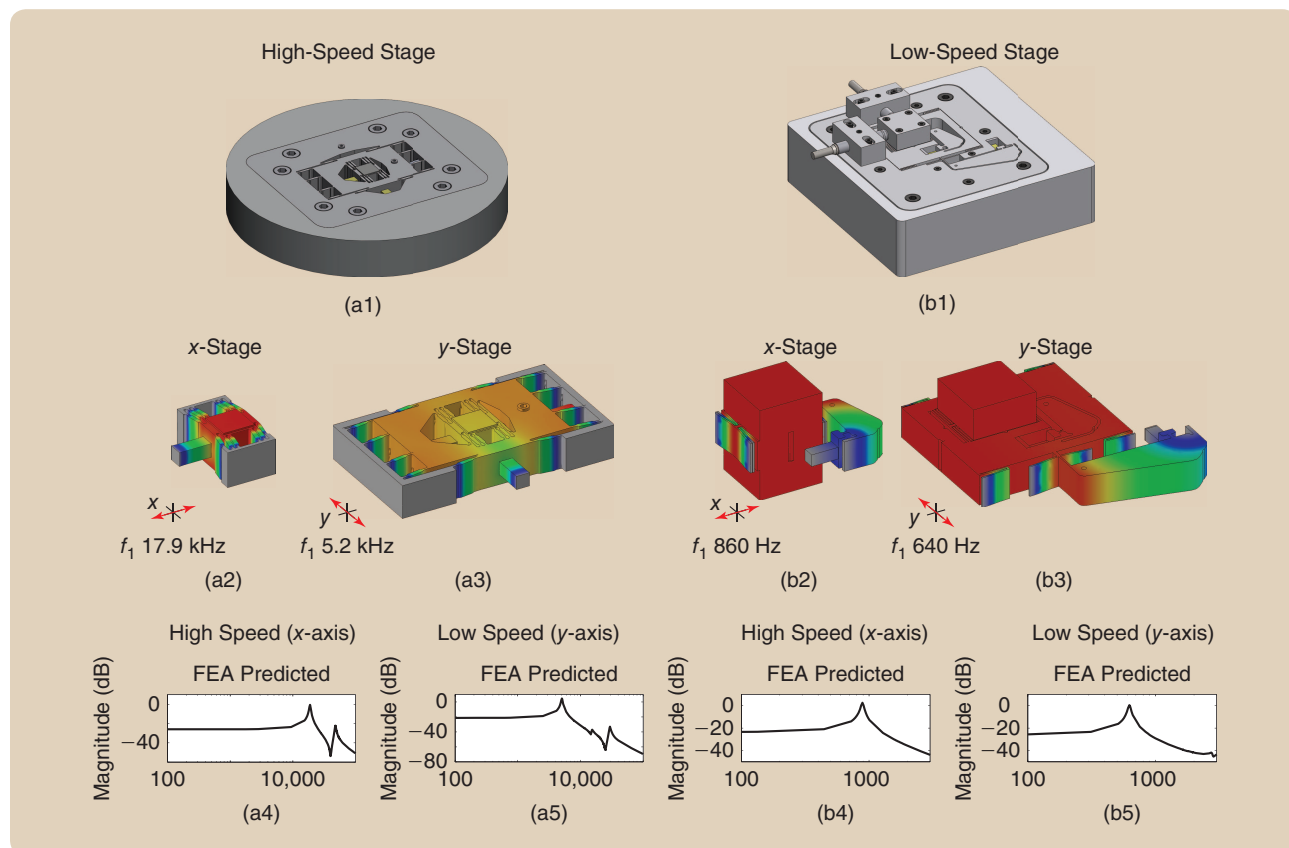 High-Speed Stage
Low-Speed Stage
(a1)
(b1)
x-Stage
y-Stage
x-Stage
y-Stage
x
y
x
y
f1 17.9 kHz
f1 5.2 kHz
f1 860 Hz
f1 640 Hz
(a2)
(a3)
(b2)
(b3)
High Speed (x-axis)
Low Speed (y-axis)
High Speed (x-axis)
Low Speed (y-axis)
FEA Predicted
FEA Predicted
FEA Predicted
FEA Predicted
Magnitude (dB)
0
−40
100
10,000
(a4)
Magnitude (dB)
0
−40
−80
100
10,000
(a5)
Magnitude (dB)
0
−20
−40
100
1000
(b4)
Magnitude (dB)
0
−20
−40
100
1000
(b5)